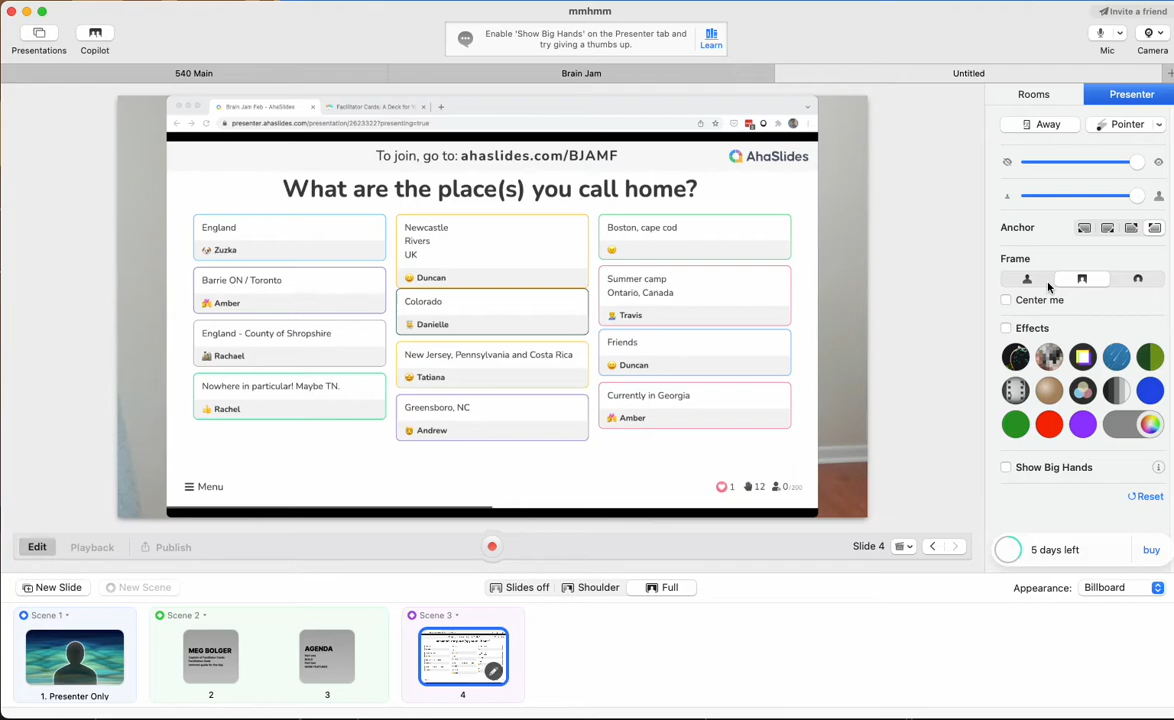 mmhmm
Invite a friend
Presentations
Copilot
Enable 'Show Big Hands' on the Presenter tab and
try giving a thumbs up.
Learn
Mic
Camera
540 Main
Brain Jam
Untitled
Rooms
Presenter
Away
Pointer
Anchor
Frame
Center me
Effects
Show Big Hands
Reset
5 days left
buy
Brain Jam Feb - AhaSlides
Facilitator Cards: A Deck for Y
presenter.ahaslides.com/presentation/2623322?presenting=true
To join, go to: ahaslides.com/BJAMF
AhaSlides
What are the place(s) you call home?
England
Zuzka
Barrie ON / Toronto
Amber
England - County of Shropshire
Rachael
Nowhere in particular! Maybe TN.
Rachel
Newcastle
Rivers
UK
Duncan
Colorado
Danielle
New Jersey, Pennsylvania and Costa Rica
Tatiana
Greensboro, NC
Andrew
Boston, cape cod
Summer camp
Ontario, Canada
Travis
Friends
Duncan
Currently in Georgia
Amber
Menu
1
12
0/200
Edit
Playback
Publish
Slide 4
New Slide
New Scene
Slides off
Shoulder
Full
Appearance:
Billboard
Scene 1
Scene 2
Scene 3
MEG BOLGER
AGENDA
1. Presenter Only
2
3
4